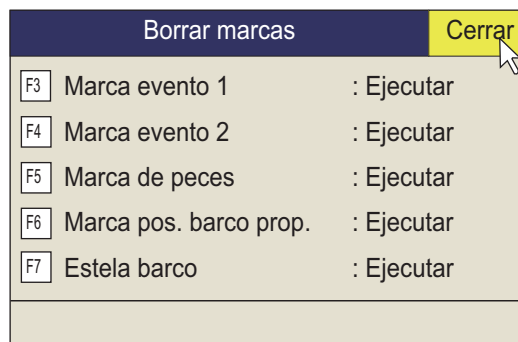 Borrar marcas Cerrar
F3 Marca evento 1 : Ejecutar
F4 Marca evento 2 : Ejecutar
F5 Marca de peces : Ejecutar
F6 Marca pos. barco prop. : Ejecutar
F7 Estela barco : Ejecutar